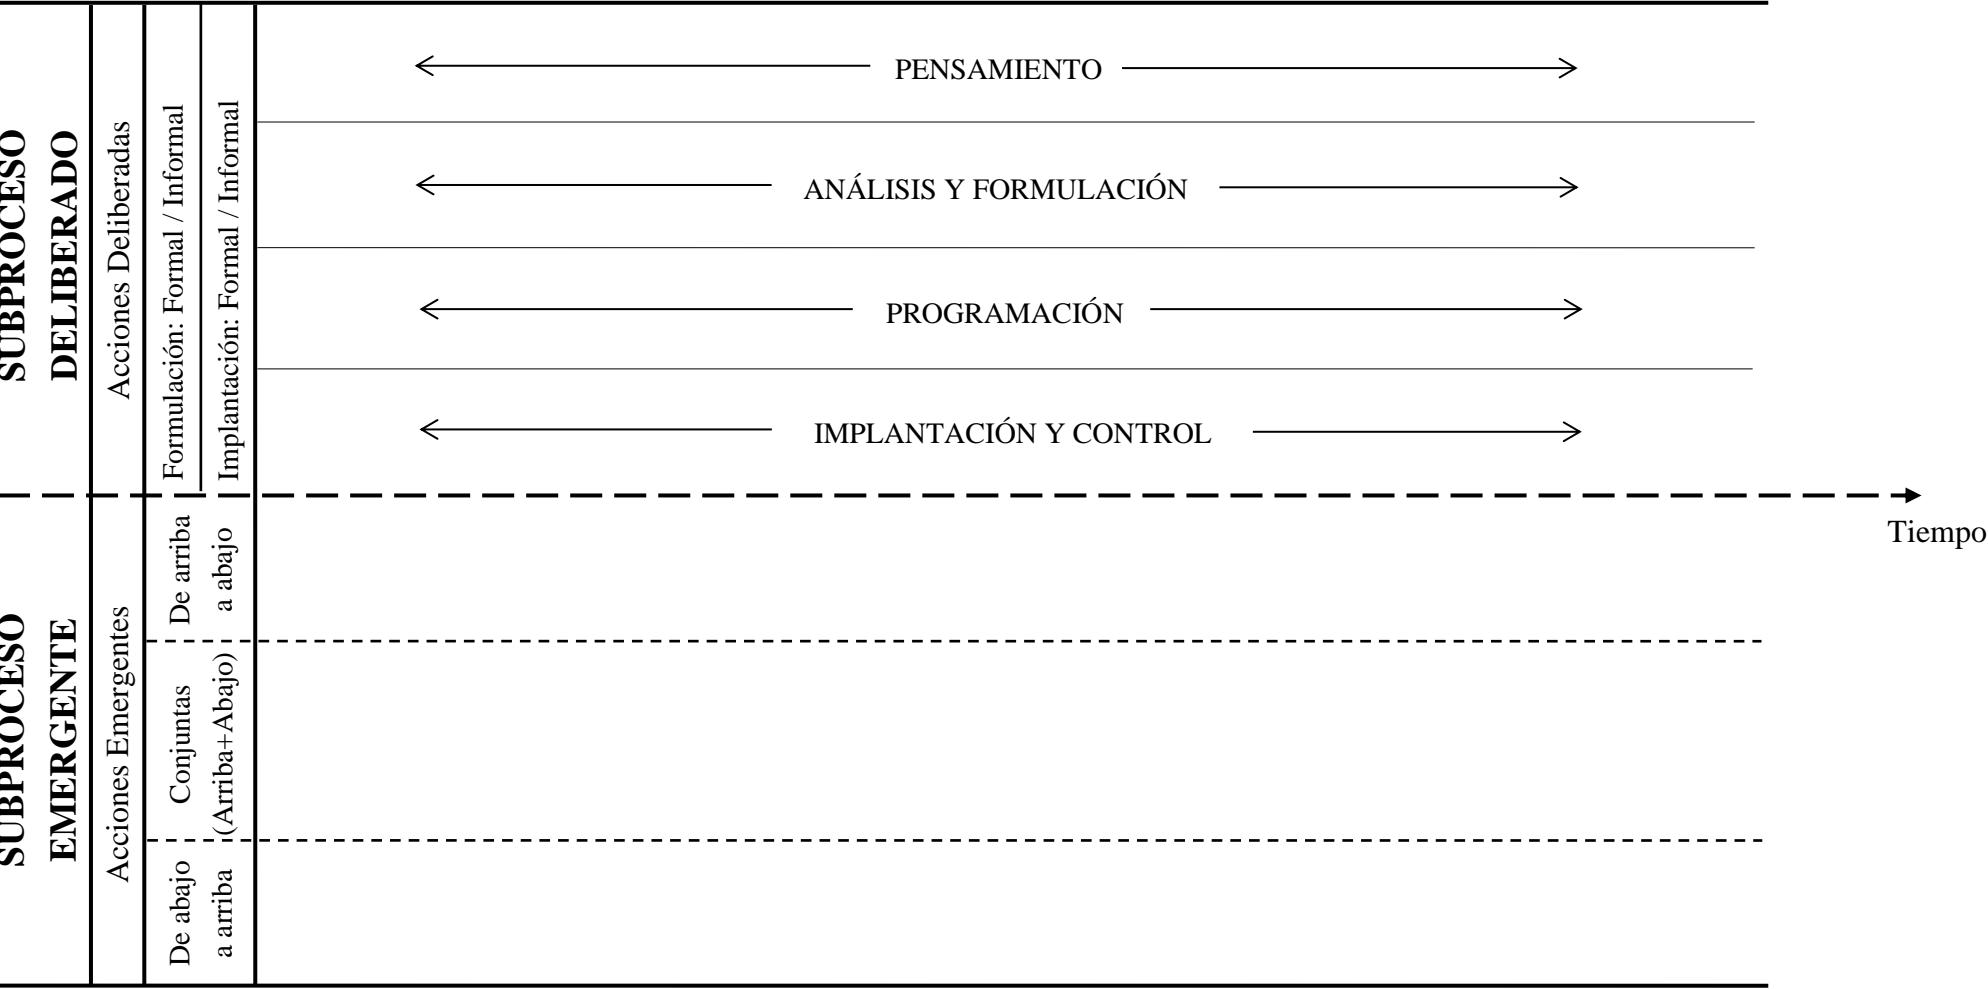 SUBPROCESO
DELIBERADO
Acciones Deliberadas
Formulación: Formal / Informal
Implantación: Formal / Informal
PENSAMIENTO
ANÁLISIS Y FORMULACIÓN
PROGRAMACIÓN
IMPLANTACIÓN Y CONTROL
Tiempo
SUBPROCESO
EMERGENTE
Acciones Emergentes
De arriba
a abajo
Conjuntas
(Arriba+Abajo)
De abajo
a arriba